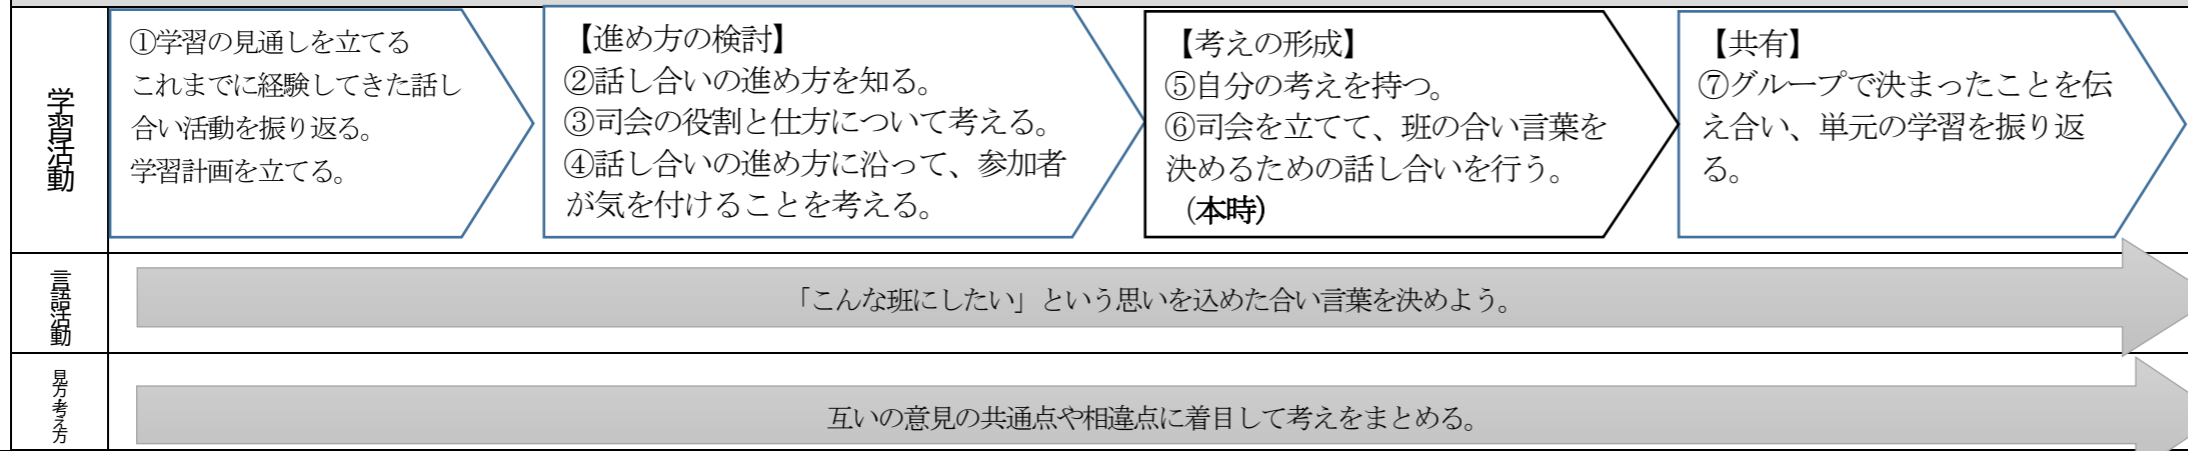 学習活動
①学習の見通しを立てる
これまでに経験してきた話し
合い活動を振り返る。
学習計画を立てる。
【進め方の検討】
②話し合いの進め方を知る。
③司会の役割と仕方について考える。
④話し合いの進め方に沿って、参加者
が気を付けることを考える。
【考えの形成】
⑤自分の考えを持つ。
⑥司会を立てて、班の合い言葉を
決めるための話し合いを行う。
（本時）
【共有】
⑦グループで決まったことを伝
え合い、単元の学習を振り返
る。
言語活動
「こんな班にしたい」という思いを込めた合い言葉を決めよう。
見方・考え方
互いの意見の共通点や相違点に着目して考えをまとめる。